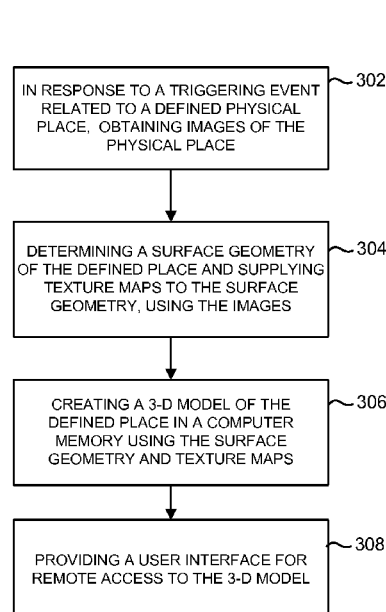 IN RESPONSE TO A TRIGGERING EVENT
RELATED TO A DEFINED PHYSICAL
PLACE, OBTAINING IMAGES OF THE
PHYSICAL PLACE
302
DETERMINING A SURFACE GEOMETRY
OF THE DEFINED PLACE AND SUPPLYING
TEXTURE MAPS TO THE SURFACE
GEOMETRY, USING THE IMAGES
304
CREATING A 3-D MODEL OF THE
DEFINED PLACE IN A COMPUTER
MEMORY USING THE SURFACE
GEOMETRY AND TEXTURE MAPS
306
PROVIDING A USER INTERFACE FOR
REMOTE ACCESS TO THE 3-D MODEL
308